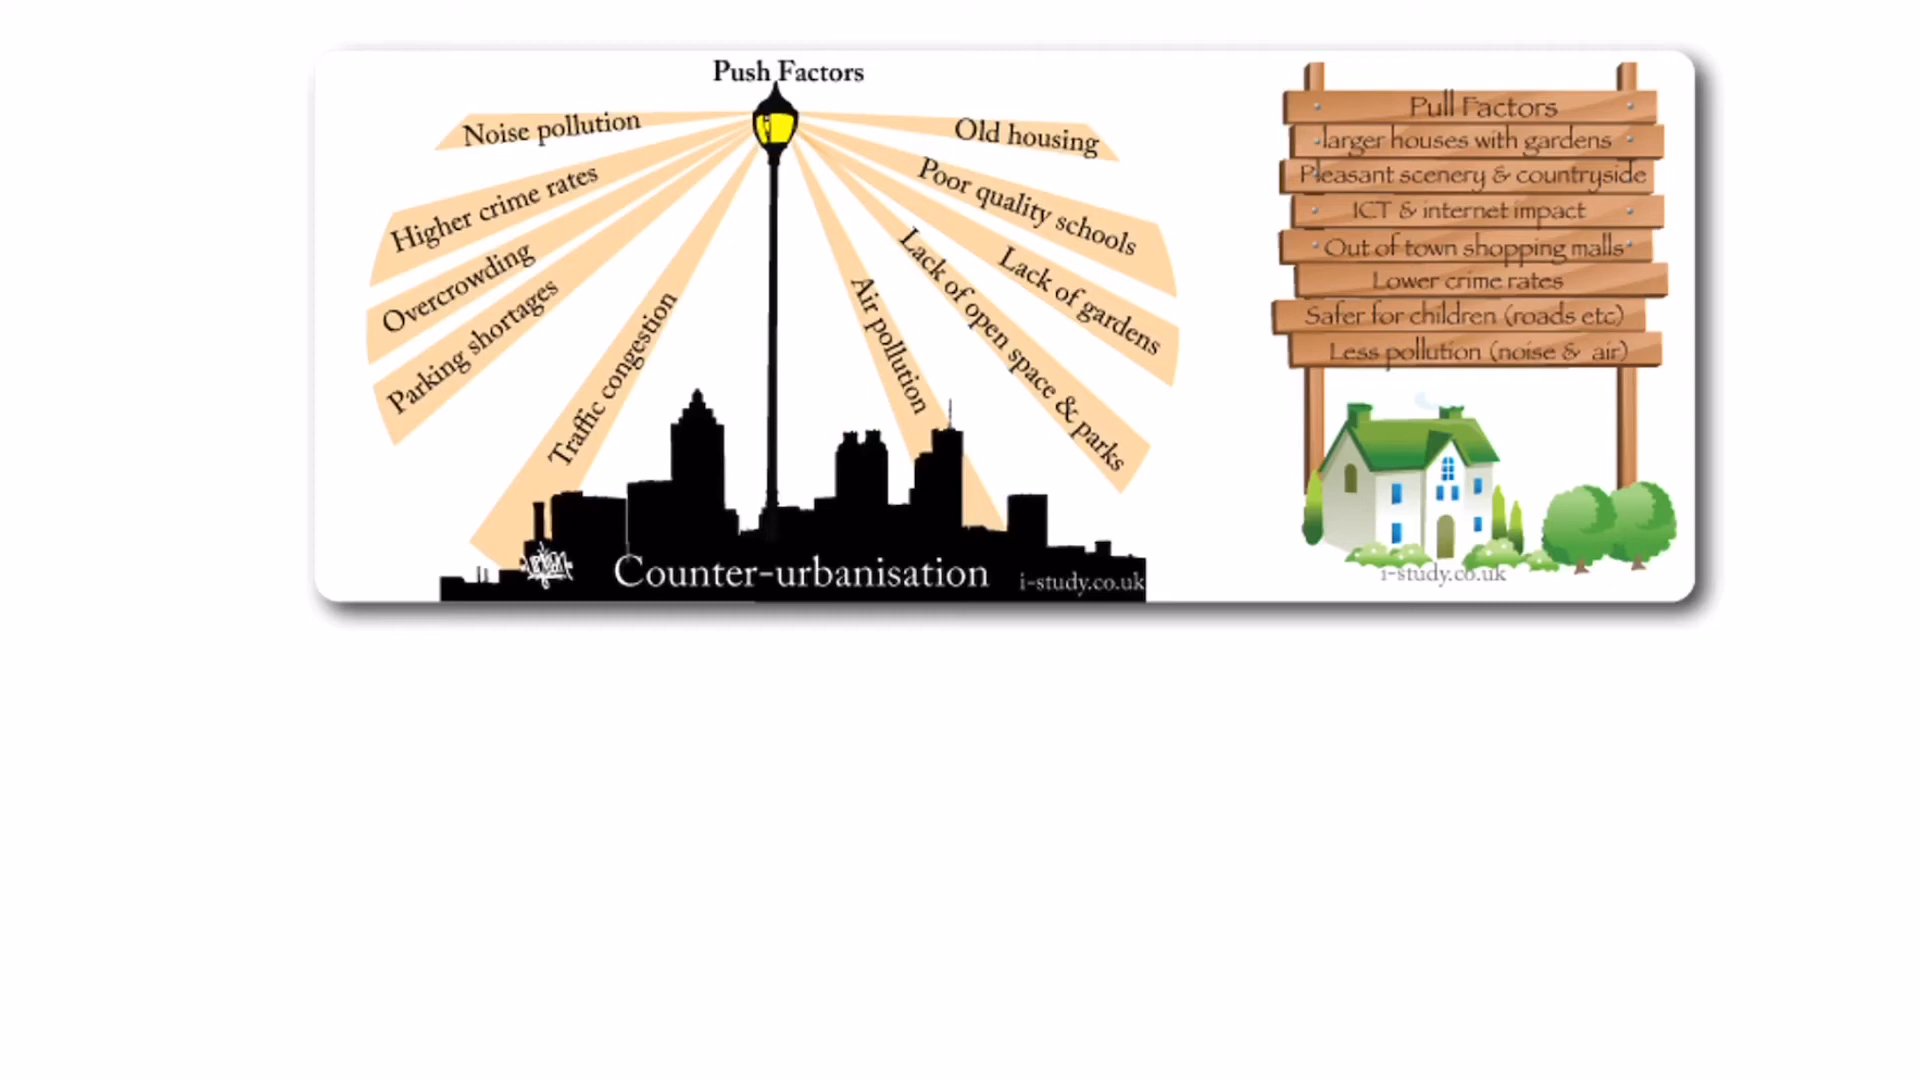 Push Factors
Noise pollution
Higher crime rates
Overcrowding
Parking shortages
Traffic congestion
Old housing
Poor quality schools
Lack of gardens
Lack of open space & parks
Air pollution
urban
Counter-urbanisation
i-study.co.uk
Pull Factors
larger houses with gardens
Pleasant scenery & countryside
ICT & internet impact
Out of town shopping malls
Lower crime rates
Safer for children (roads etc)
Less pollution (noise & air)
i-study.co.uk